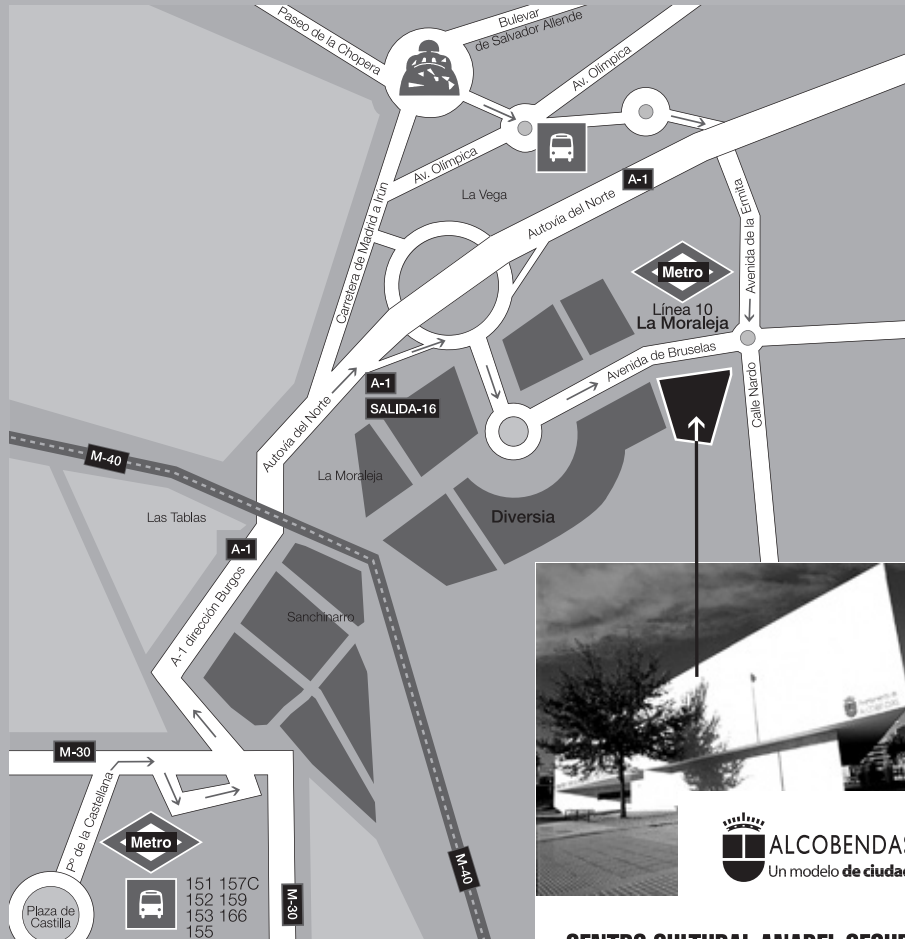 Paseo de la Chopera
Bulevar
de Salvador Allende
Av. Olímpica
Av. Olímpica
La Vega
A-1
Autovía del Norte
Carretera de Madrid a Irún
Avenida de la Ermita
Metro
Línea 10
La Moraleja
Avenida de Bruselas
A-1
SALIDA-16
Autovía del Norte
Calle Nardo
M-40
La Moraleja
Las Tablas
Diversia
A-1
A-1 dirección Burgos
Sanchinarro
M-30
Pº de la Castellana
Metro
151 157C
152 159
153 166
155
Plaza de
Castilla
M-30
M-40
ALCOBENDAS
Un modelo de ciudad